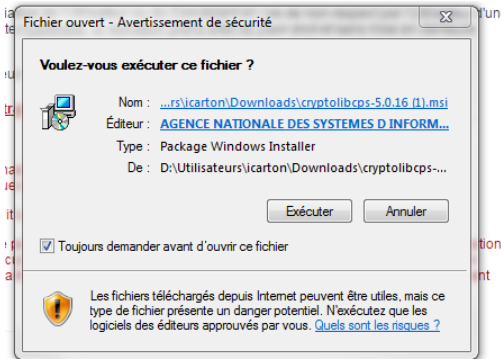 Fichier ouvert - Avertissement de sécurité
Voulez-vous exécuter ce fichier ?
Nom : ...rs\icarton\Downloads\cryptolibcps-5.0.16 (1).msi
Éditeur : AGENCE NATIONALE DES SYSTEMES D INFORM...
Type : Package Windows Installer
De : D:\Utilisateurs\icarton\Downloads\cryptolibcps-...
Exécuter Annuler
Toujours demander avant d'ouvrir ce fichier
Les fichiers téléchargés depuis Internet peuvent être utiles, mais ce
type de fichier présente un danger potentiel. N'exécutez que les
logiciels des éditeurs approuvés par vous. Quels sont les risques ?